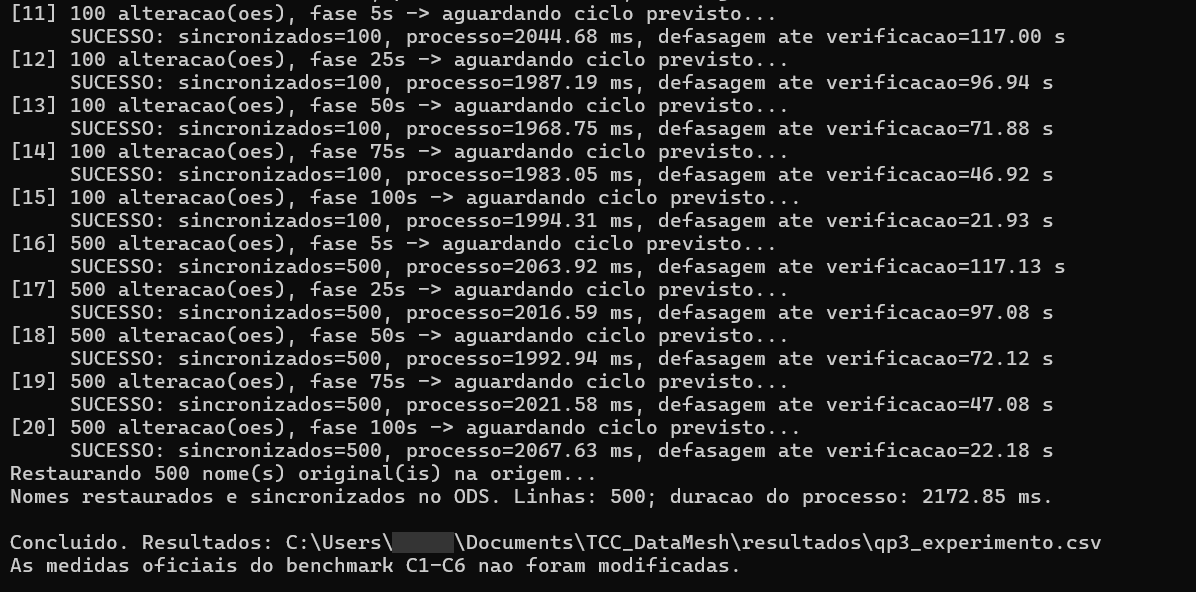 [11] 100 alteracao(oes), fase 5s -> aguardando ciclo previsto...
SUCESSO: sincronizados=100, processo=2044.68 ms, defasagem ate verificacao=117.00 s
[12] 100 alteracao(oes), fase 25s -> aguardando ciclo previsto...
SUCESSO: sincronizados=100, processo=1987.19 ms, defasagem ate verificacao=96.94 s
[13] 100 alteracao(oes), fase 50s -> aguardando ciclo previsto...
SUCESSO: sincronizados=100, processo=1968.75 ms, defasagem ate verificacao=71.88 s
[14] 100 alteracao(oes), fase 75s -> aguardando ciclo previsto...
SUCESSO: sincronizados=100, processo=1983.05 ms, defasagem ate verificacao=46.92 s
[15] 100 alteracao(oes), fase 100s -> aguardando ciclo previsto...
SUCESSO: sincronizados=100, processo=1994.31 ms, defasagem ate verificacao=21.93 s
[16] 500 alteracao(oes), fase 5s -> aguardando ciclo previsto...
SUCESSO: sincronizados=500, processo=2063.92 ms, defasagem ate verificacao=117.13 s
[17] 500 alteracao(oes), fase 25s -> aguardando ciclo previsto...
SUCESSO: sincronizados=500, processo=2016.59 ms, defasagem ate verificacao=97.08 s
[18] 500 alteracao(oes), fase 50s -> aguardando ciclo previsto...
SUCESSO: sincronizados=500, processo=1992.94 ms, defasagem ate verificacao=72.12 s
[19] 500 alteracao(oes), fase 75s -> aguardando ciclo previsto...
SUCESSO: sincronizados=500, processo=2021.58 ms, defasagem ate verificacao=47.08 s
[20] 500 alteracao(oes), fase 100s -> aguardando ciclo previsto...
SUCESSO: sincronizados=500, processo=2067.63 ms, defasagem ate verificacao=22.18 s
Restaurando 500 nome(s) original(is) na origem...
Nomes restaurados e sincronizados no ODS. Linhas: 500; duracao do processo: 2172.85 ms.
Concluido. Resultados: C:\Users\ \Documents\TCC_DataMesh\resultados\qp3_experimento.csv
As medidas oficiais do benchmark C1-C6 nao foram modificadas.